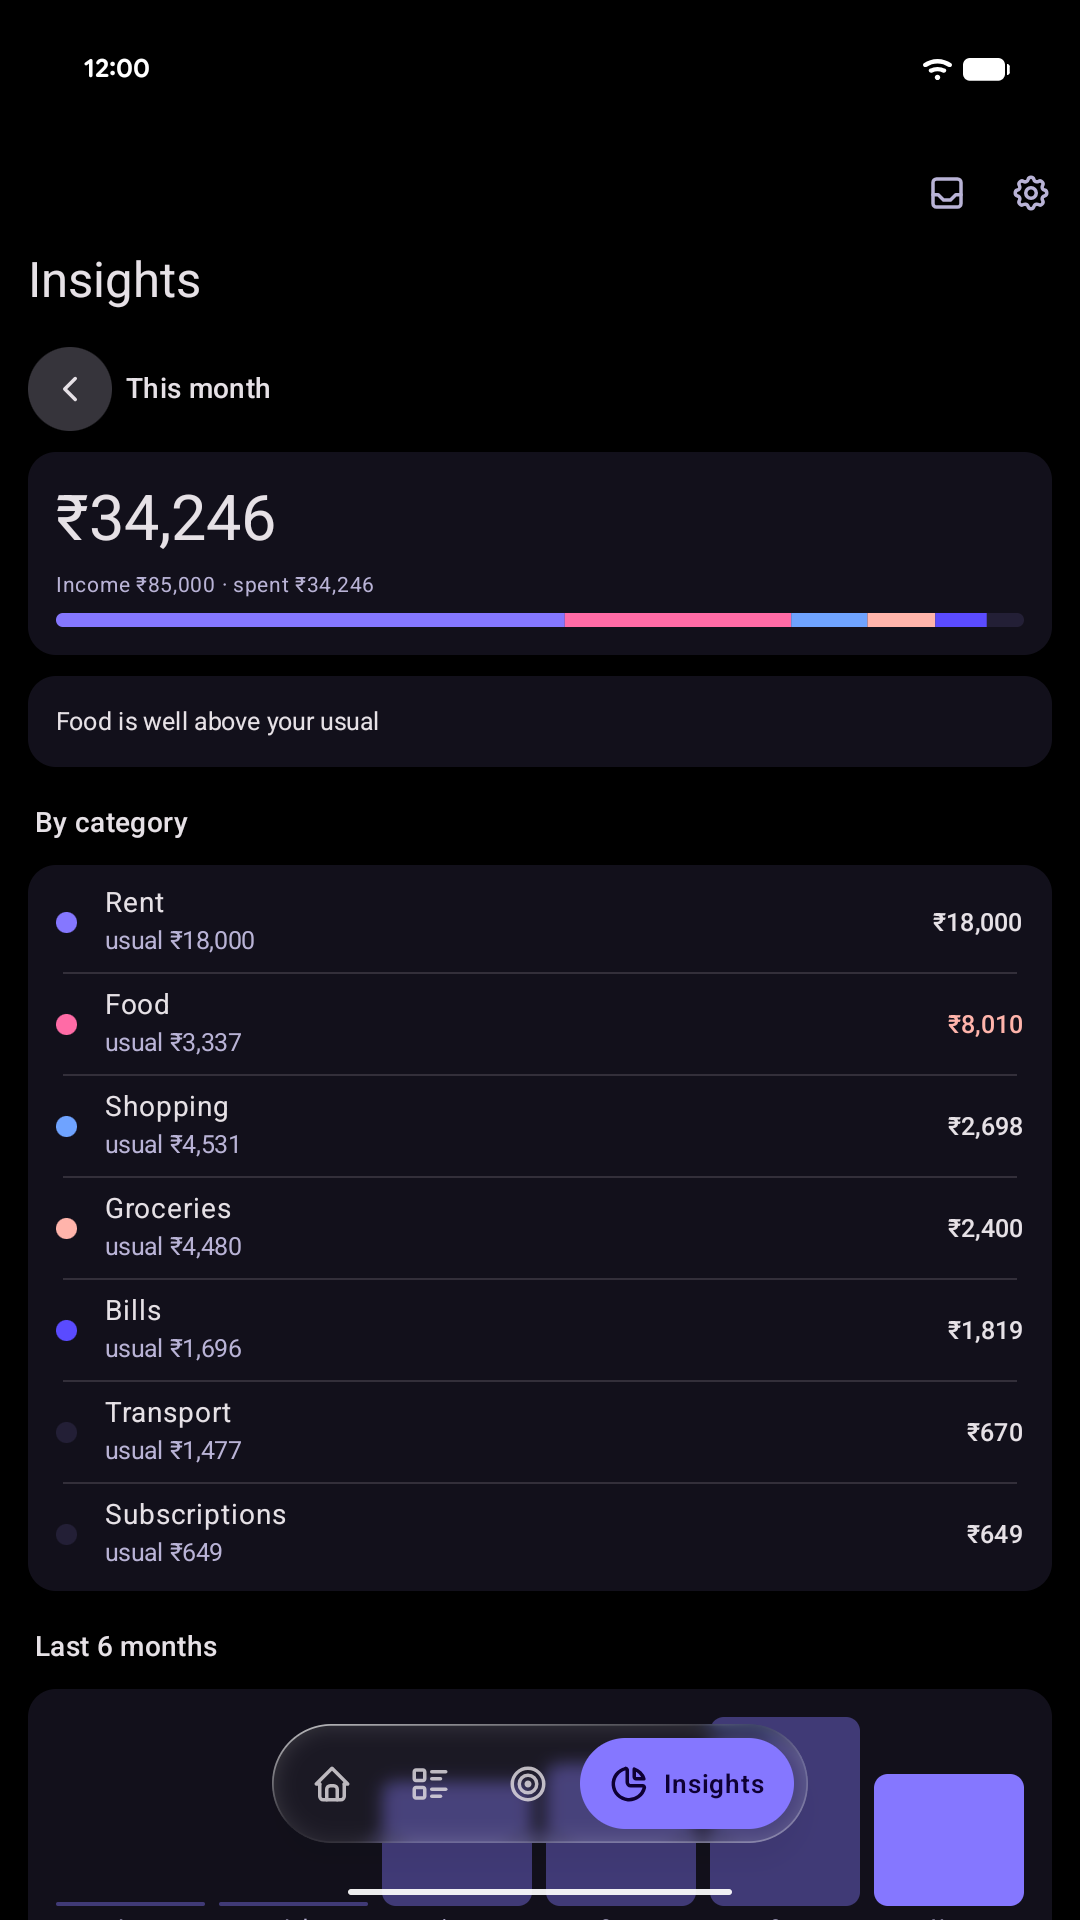 12:00
Insights
This month
₹34,246
Income ₹85,000 · spent ₹34,246
Food is well above your usual
By category
Rent
usual ₹18,000
₹18,000
Food
usual ₹3,337
₹8,010
Shopping
usual ₹4,531
₹2,698
Groceries
usual ₹4,480
₹2,400
Bills
usual ₹1,696
₹1,819
Transport
usual ₹1,477
₹670
Subscriptions
usual ₹649
₹649
Last 6 months
Insights